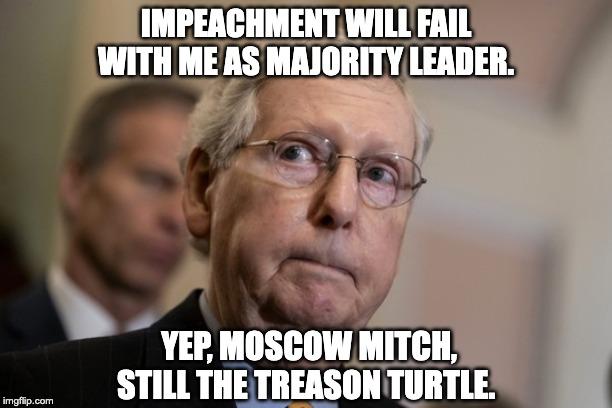 IMPEACHMENT WILL FAIL
WITH ME AS MAJORITY LEADER.
YEP, MOSCOW MITCH,
STILL THE TREASON TURTLE.
imgflip.com